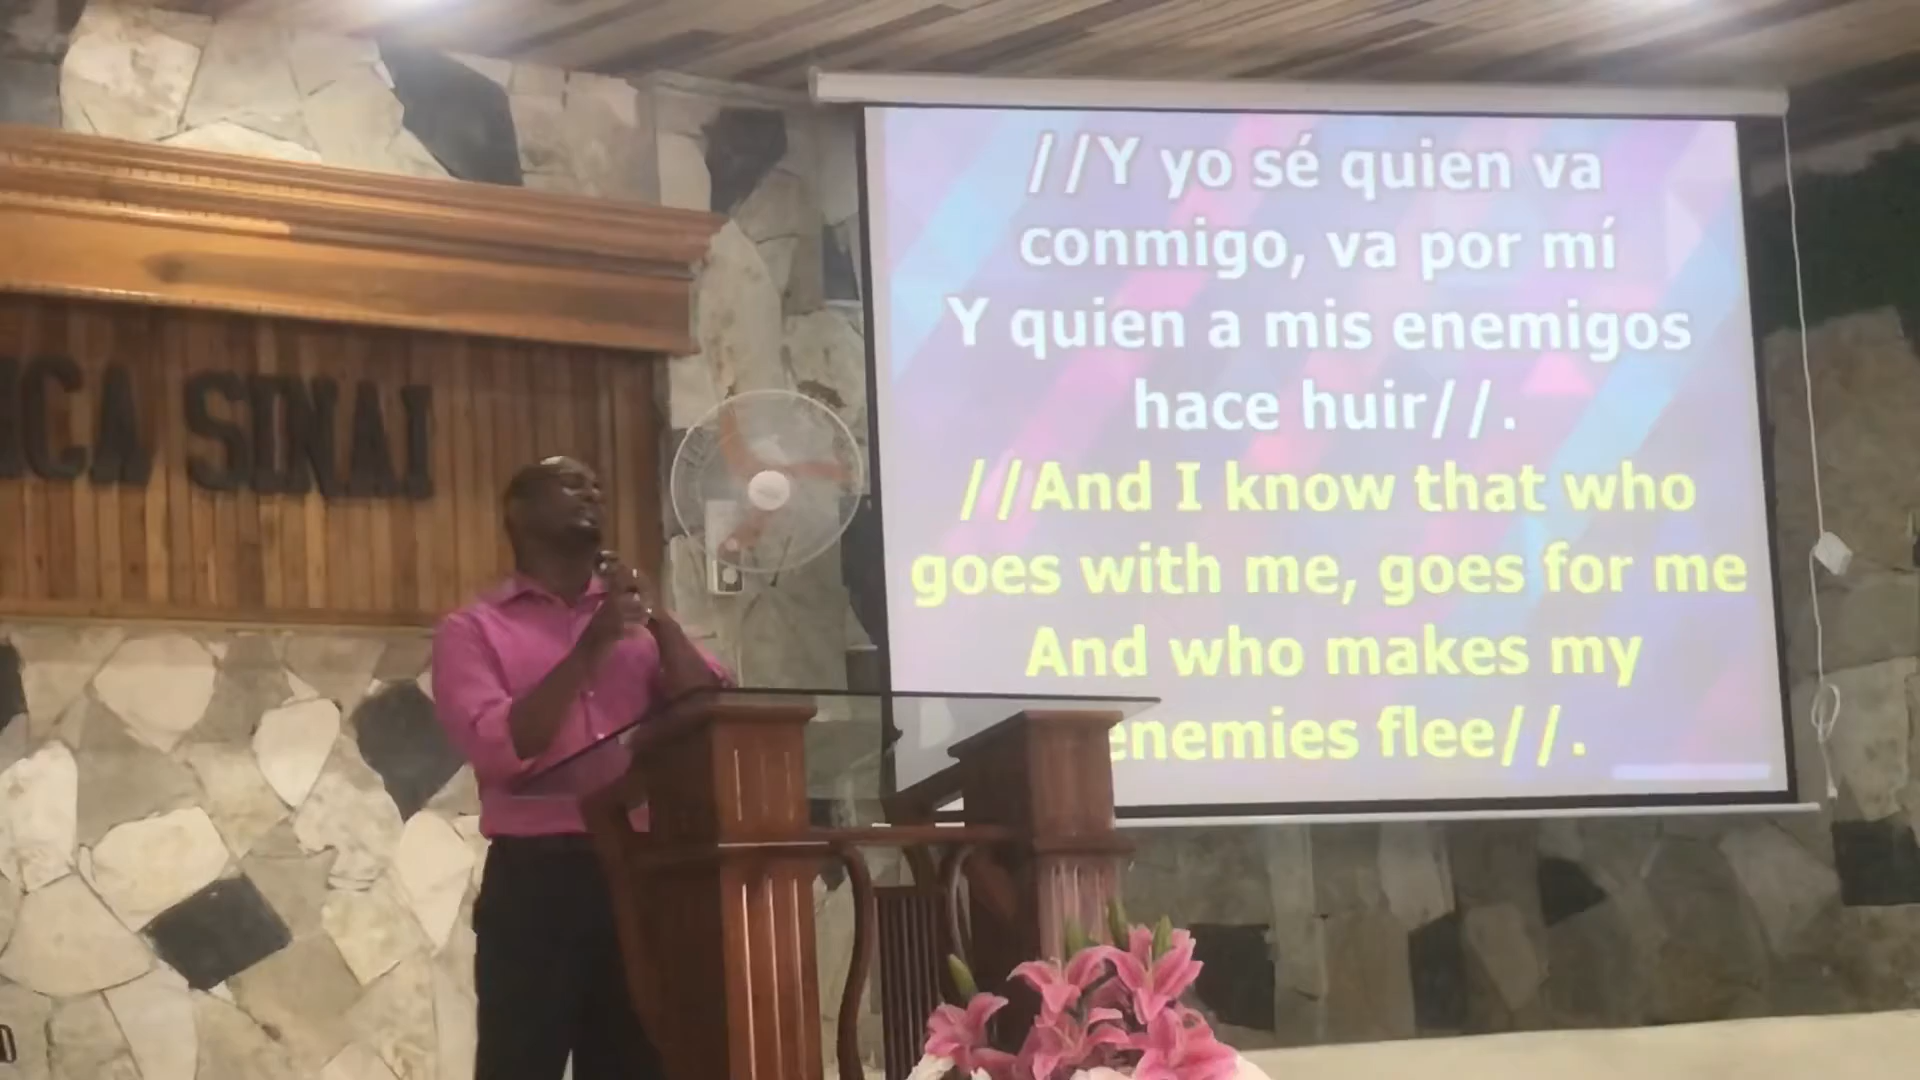 //Y yo sé quien va
conmigo, va por mí
Y quien a mis enemigos
hace huir//.
//And I know that who
goes with me, goes for me
And who makes my
enemies flee//.
SINAI